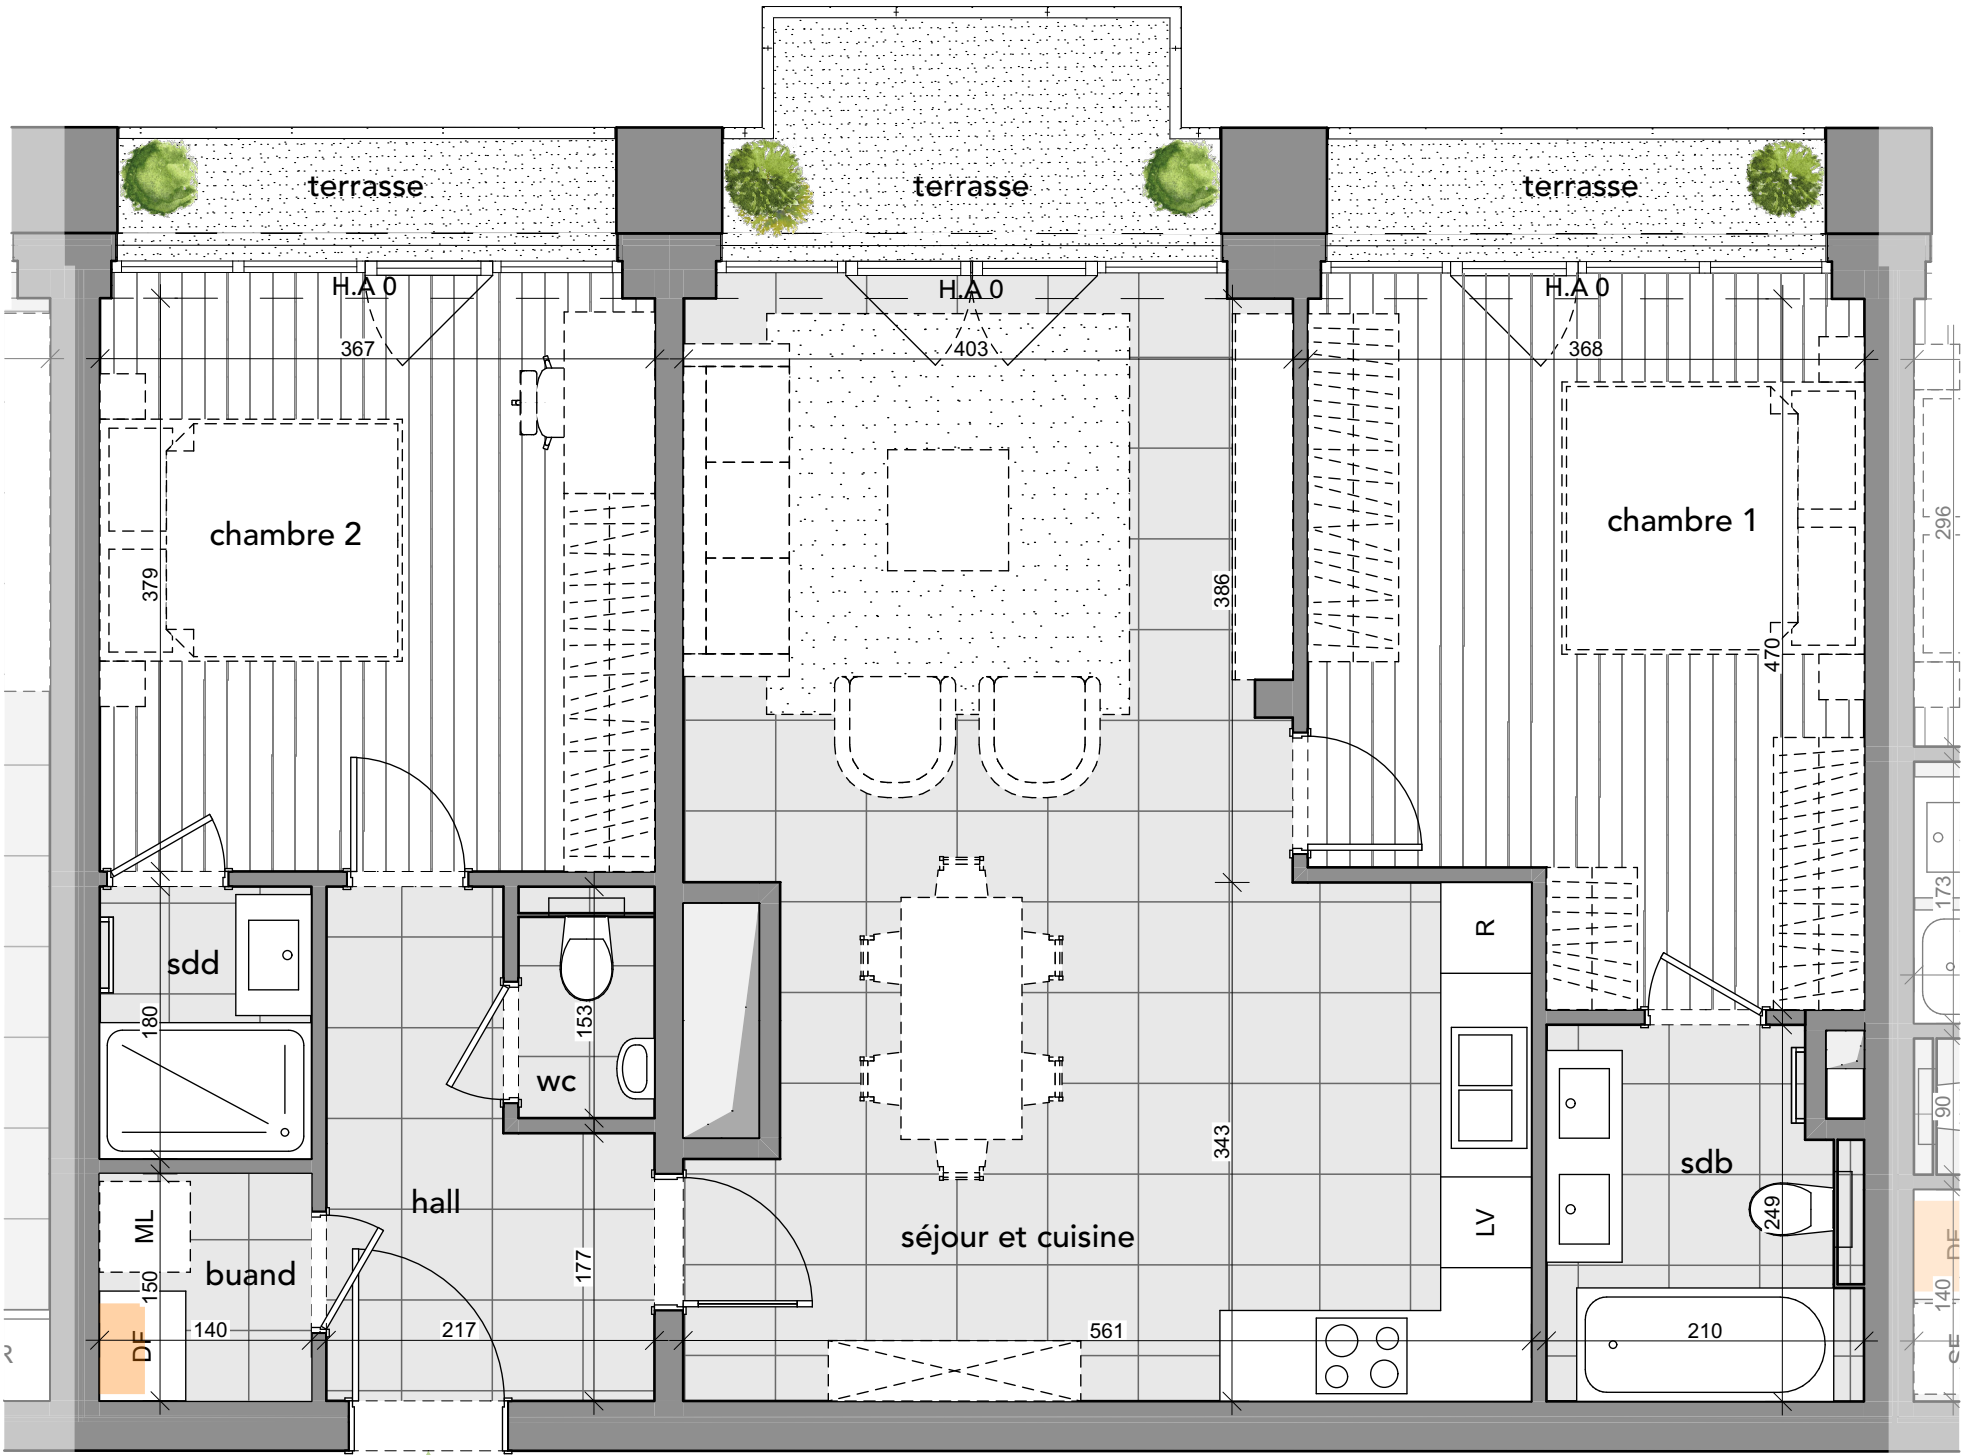 terrasse
terrasse
terrasse
H.A 0
H.A 0
H.A 0
367
403
368
chambre 2
chambre 1
296
379
386
470
173
R
sdd
180
153
wc
90
343
sdb
ML
hall
LV
249
séjour et cuisine
buand
150
177
DF
140
R
DF
140
217
561
210
SF